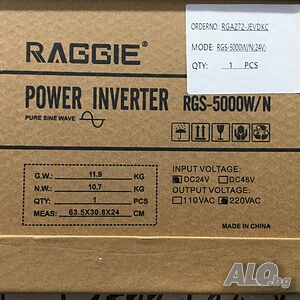 ORDERNO: RGA272-JEVDKC
MODE: RGS-5000W/N(24V)
QTY: 1 PCS
RAGGIE®
POWER INVERTER RGS-5000W/N
PURE SINE WAVE
G.W.: 11.9 KG
N.W.: 10.7 KG
QTY: 1 PCS
MEAS: 63.5X30.8X24 CM
INPUT VOLTAGE:
DC24V DC48V
OUTPUT VOLTAGE:
110VAC 220VAC
MADE IN CHINA
ALO.bg